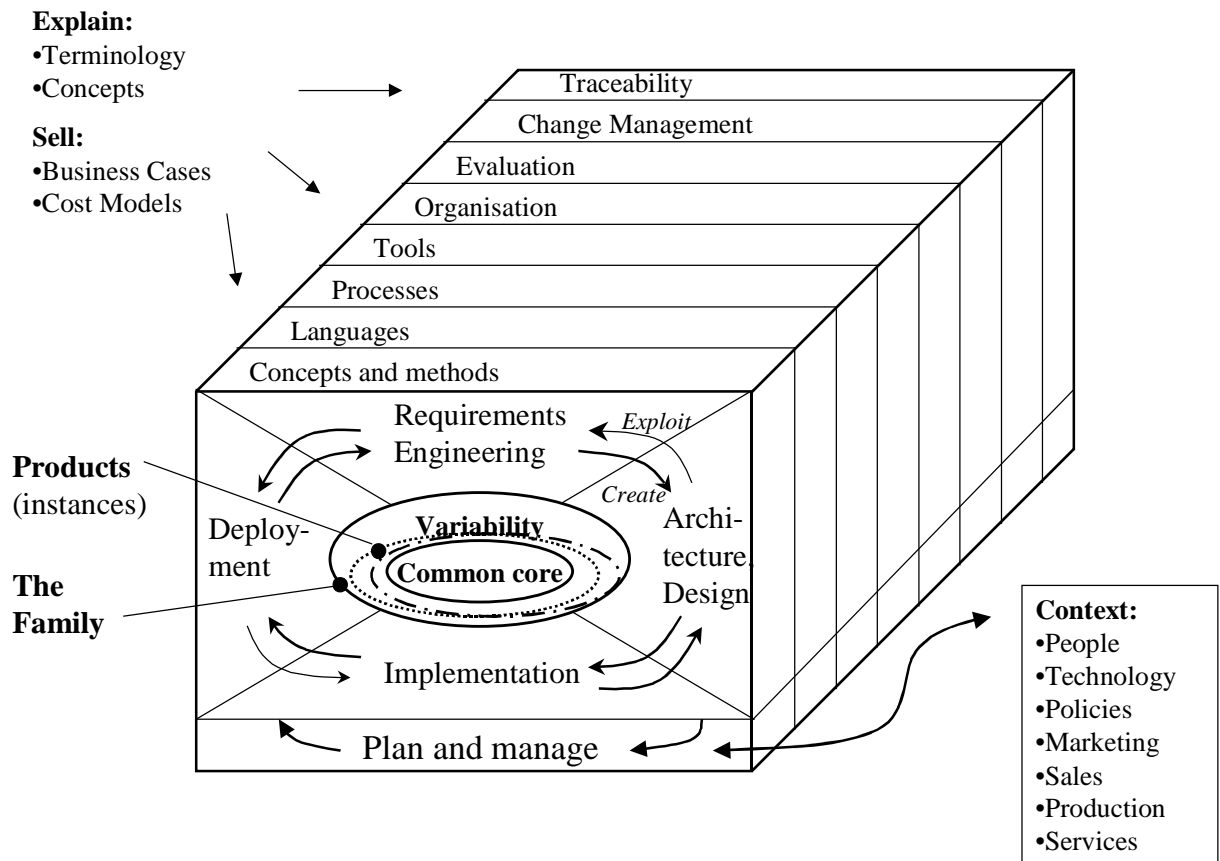 Explain:
•Terminology
•Concepts
Sell:
•Business Cases
•Cost Models
Traceability
Change Management
Evaluation
Organisation
Tools
Processes
Languages
Concepts and methods
Requirements
Engineering
Exploit
Create
Products
(instances)
The
Family
Deploy-
ment
Variability
Common core
Archi-
tecture,
Design
Implementation
Plan and manage
Context:
•People
•Technology
•Policies
•Marketing
•Sales
•Production
•Services